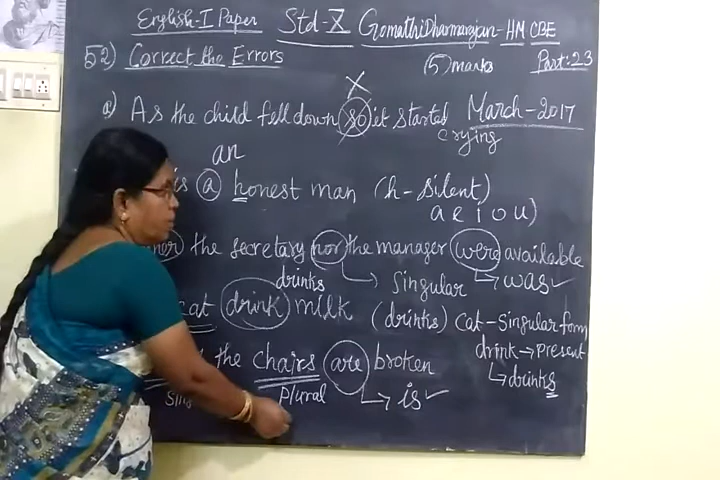 English-I Paper Std-X GomathiDharmarajan-HM CBE
52) Correct the Errors (5) marks Part:23
X
a) As the child fell down so it started March-2017
crying
an
is a honest man (h-silent)
a e i o u)
the secretary nor the manager were available
drinks singular was ✓
cat drink milk (drinks) cat-singular form
drink→present
the chairs are broken drinks
plural is ✓